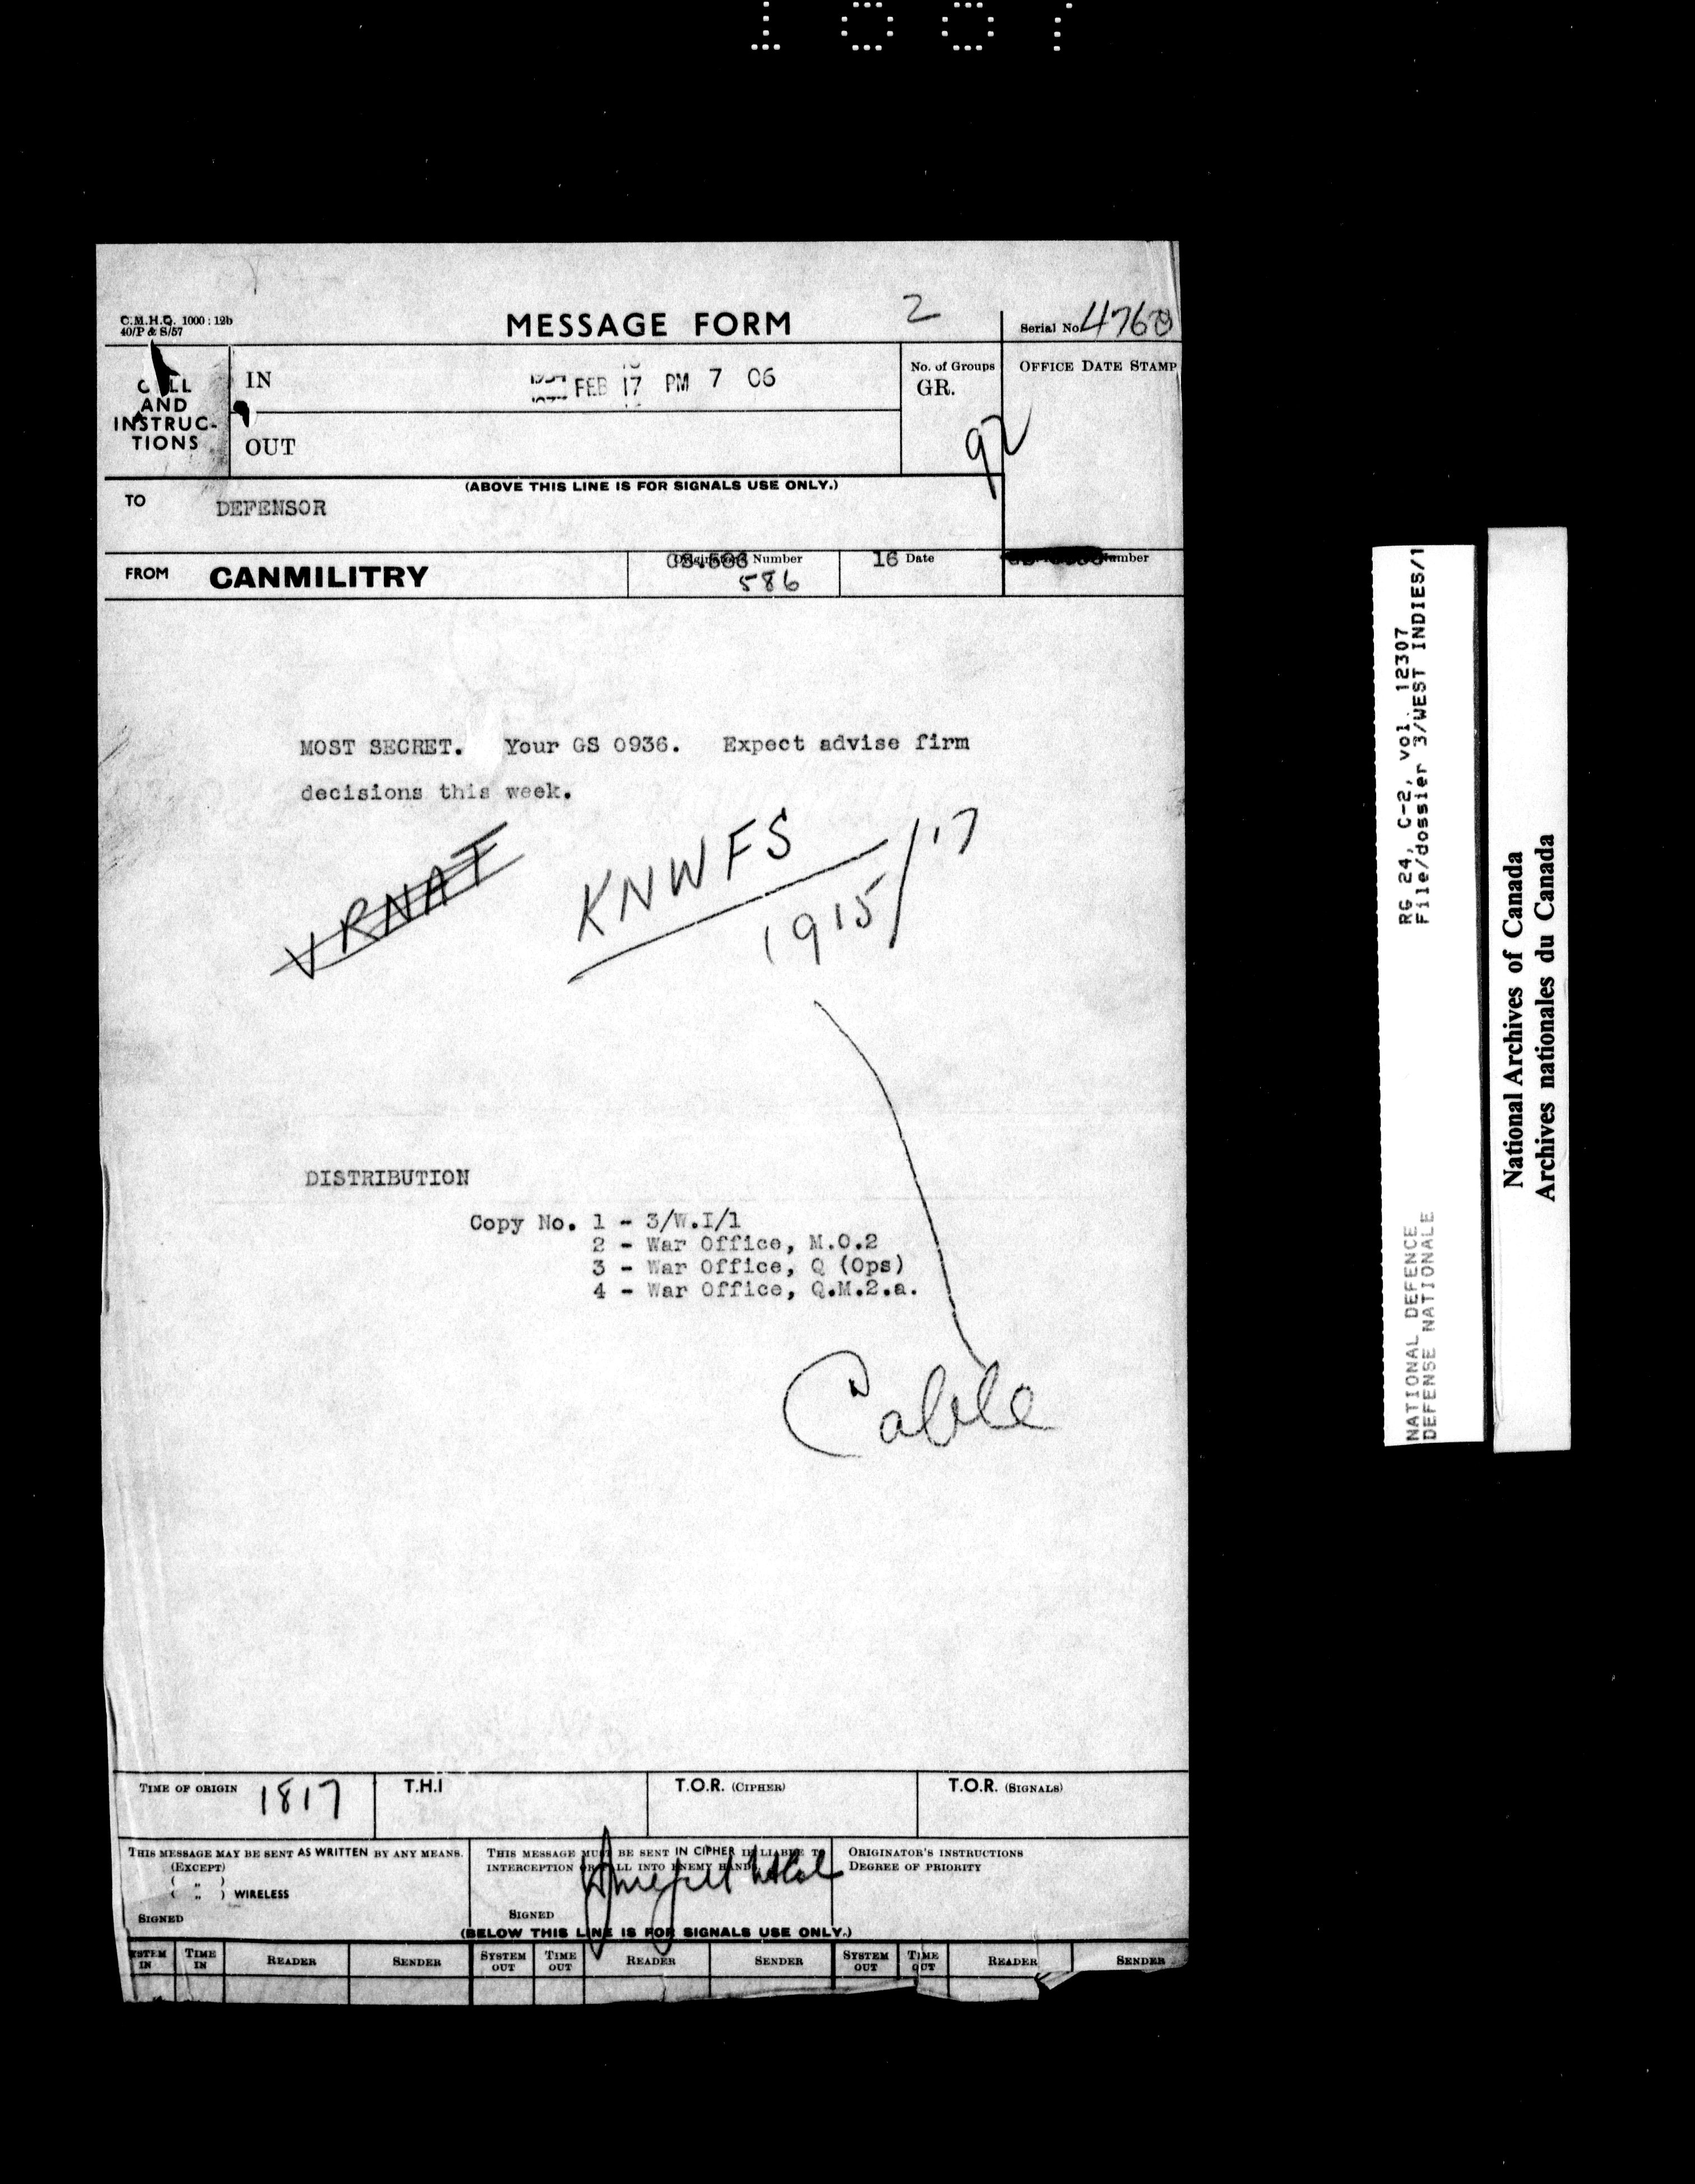 1007
C.M.H.Q. 1000 : 12b
40/P & S/57
MESSAGE FORM
2
Serial No. 4768
CALL
AND
INSTRUC-
TIONS
IN
FEB 17 PM 7 06
OUT
No. of Groups
GR.
92
OFFICE DATE STAMP
(ABOVE THIS LINE IS FOR SIGNALS USE ONLY.)
TO DEFENSOR
FROM CANMILITRY
Number
586
16 Date
Number
MOST SECRET. Your GS 0936. Expect advise firm
decisions this week.
VRNAT
KNWFS
1915/17
DISTRIBUTION
Copy No. 1 - 3/W.I/1
2 - War Office, M.O.2
3 - War Office, Q (Ops)
4 - War Office, Q.M.2.a.
Cable
TIME OF ORIGIN 1817
T.H.I
T.O.R. (CIPHER)
T.O.R. (SIGNALS)
THIS MESSAGE MAY BE SENT AS WRITTEN BY ANY MEANS.
(EXCEPT)
( " )
( " ) WIRELESS
SIGNED
THIS MESSAGE MUST BE SENT IN CIPHER IF LIABLE TO
INTERCEPTION OR FALL INTO ENEMY HANDS
SIGNED
ORIGINATOR'S INSTRUCTIONS
DEGREE OF PRIORITY
(BELOW THIS LINE IS FOR SIGNALS USE ONLY.)
SYSTEM IN
TIME IN
READER
SENDER
SYSTEM OUT
TIME OUT
READER
SENDER
SYSTEM OUT
TIME OUT
READER
SENDER
RG 24, C-2, vol. 12307
File/dossier 3/WEST INDIES/1
NATIONAL DEFENCE
DEFENSE NATIONALE
National Archives of Canada
Archives nationales du Canada